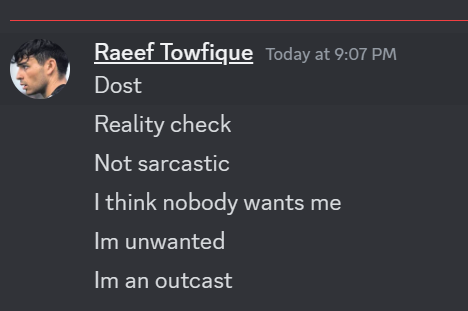 Raeef Towfique Today at 9:07 PM
Dost
Reality check
Not sarcastic
I think nobody wants me
Im unwanted
Im an outcast